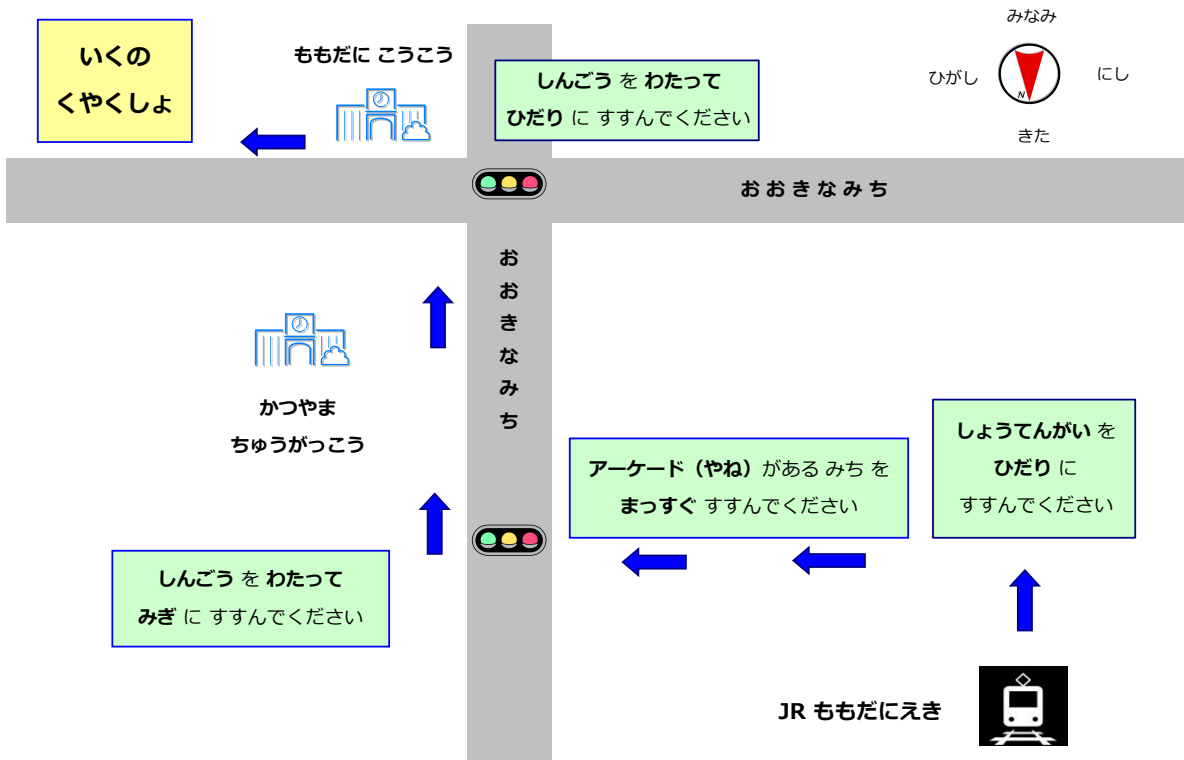 いくの
くやくしょ
ももだに こうこう
しんごう を わたって
ひだり に すすんでください
みなみ
ひがし
にし
N
きた
おおきなみち
おおきなみち
かつやま
ちゅうがっこう
アーケード（やね）がある みち を
まっすぐ すすんでください
しょうてんがい を
ひだり に
すすんでください
しんごう を わたって
みぎ に すすんでください
JR ももだにえき